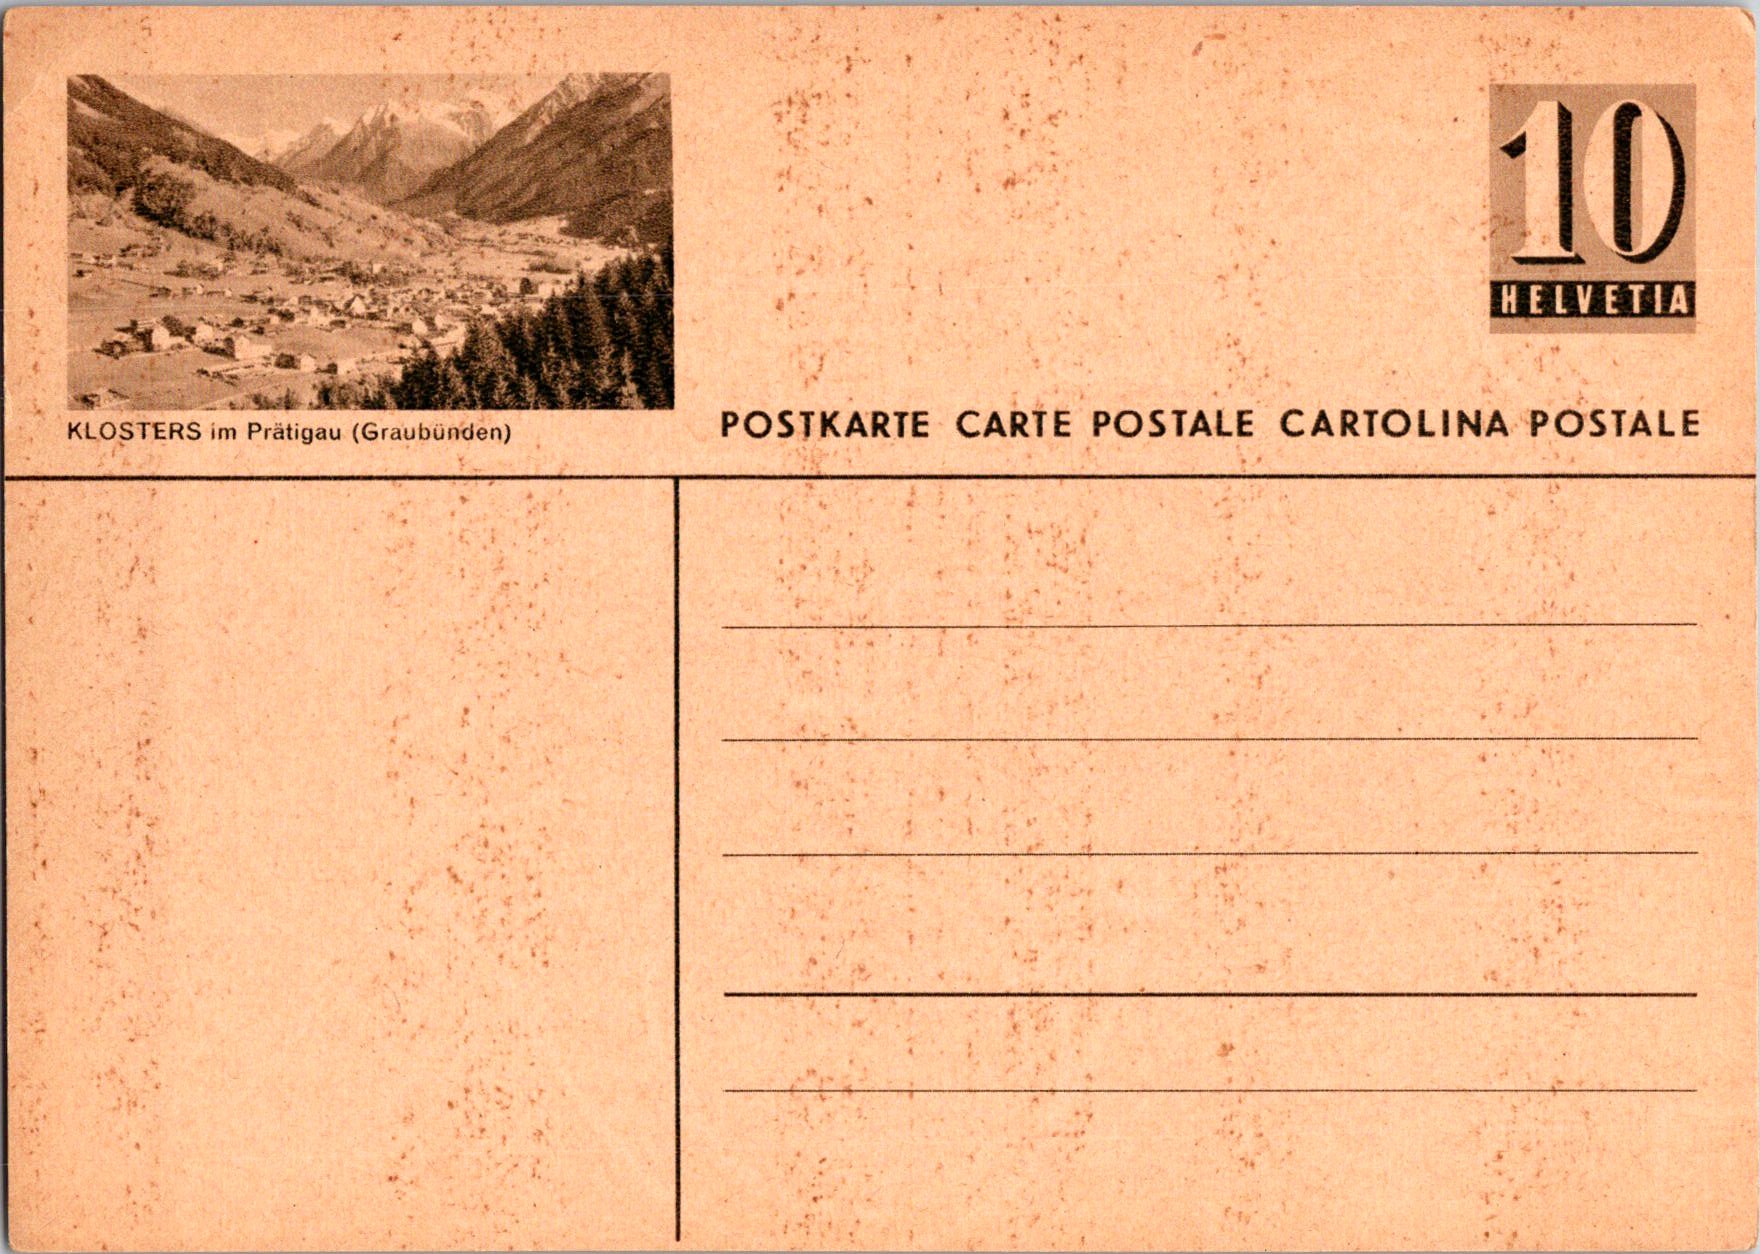 10
HELVETIA
KLOSTERS im Prätigau (Graubünden)
POSTKARTE CARTE POSTALE CARTOLINA POSTALE